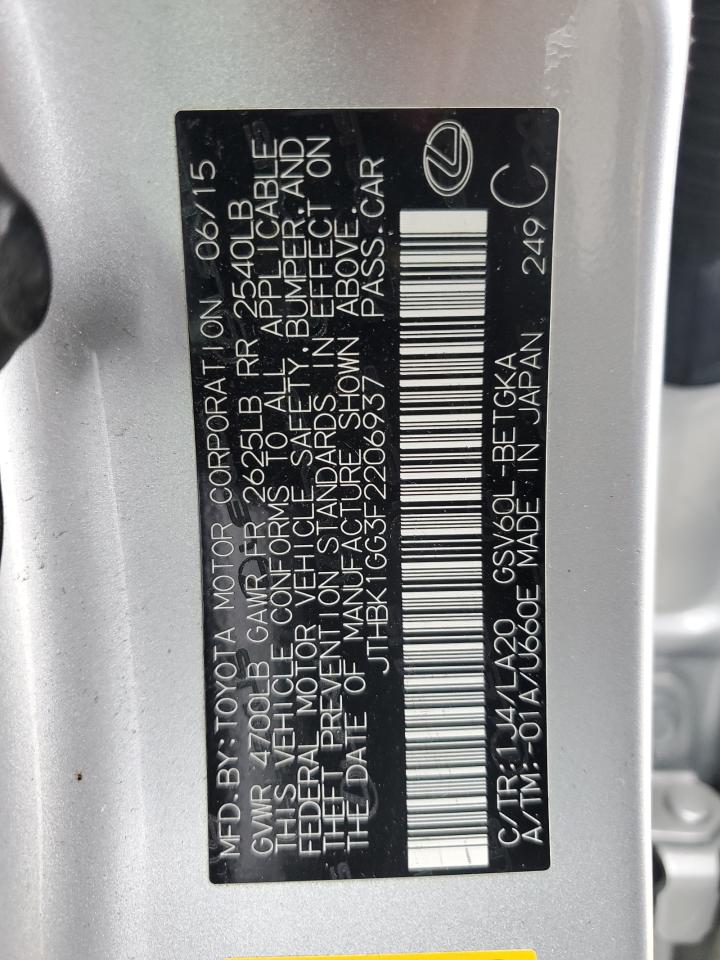 MFD. BY: TOYOTA MOTOR CORPORATION 06/15
GVWR 4700LB GAWR FR 2625LB RR 2540LB
THIS VEHICLE CONFORMS TO ALL APPLICABLE
FEDERAL MOTOR VEHICLE SAFETY, BUMPER, AND
THEFT PREVENTION STANDARDS IN EFFECT ON
THE DATE OF MANUFACTURE SHOWN ABOVE.
JTHBK1GG3F2206937 PASS. CAR
C/TR: 1J4/LA20 GSV60L-BETGKA
A/TM: -01A/U660E MADE IN JAPAN 249 C